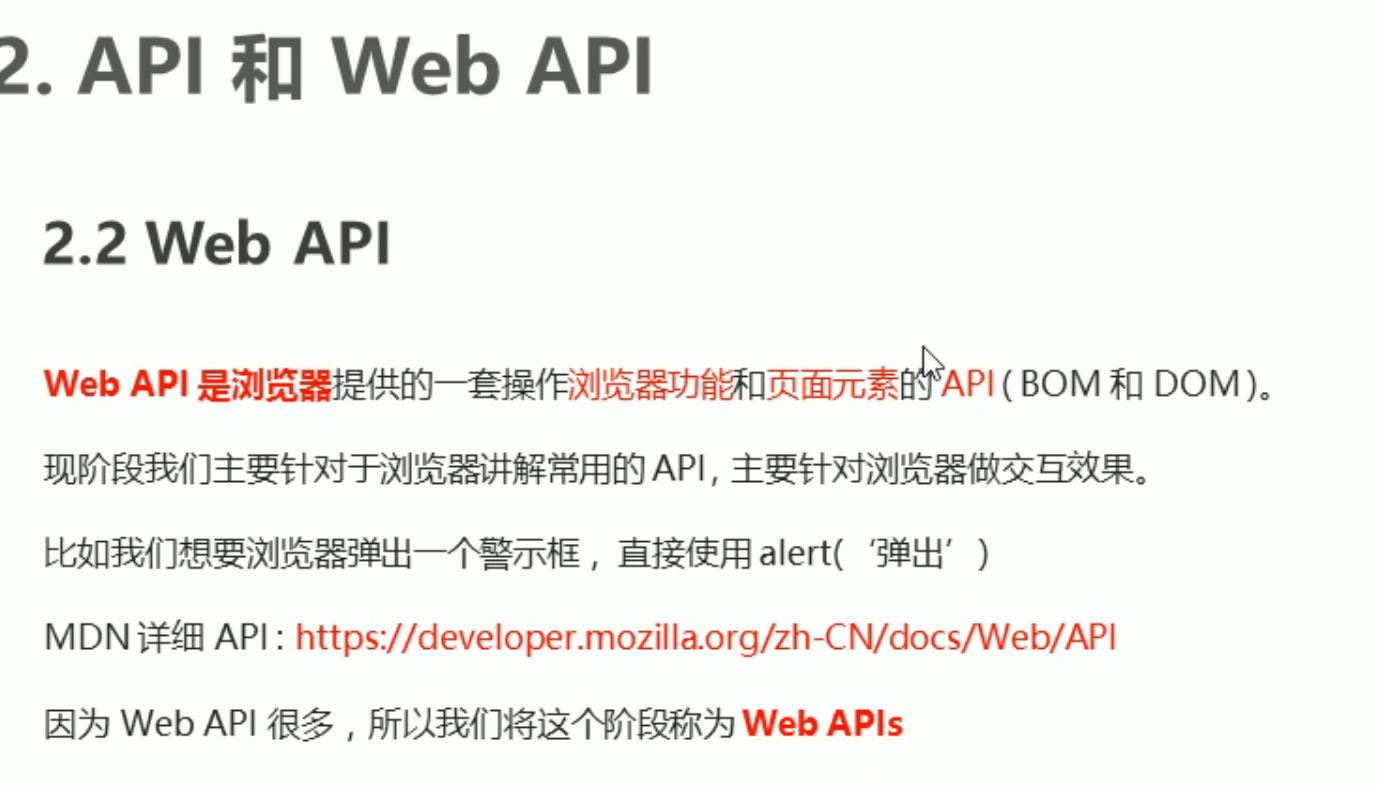 2. API 和 Web API
2.2 Web API
Web API 是浏览器提供的一套操作浏览器功能和页面元素的 API ( BOM 和 DOM )。
现阶段我们主要针对于浏览器讲解常用的 API , 主要针对浏览器做交互效果。
比如我们想要浏览器弹出一个警示框， 直接使用 alert(‘弹出’)
MDN 详细 API : https://developer.mozilla.org/zh-CN/docs/Web/API
因为 Web API 很多，所以我们将这个阶段称为 Web APIs